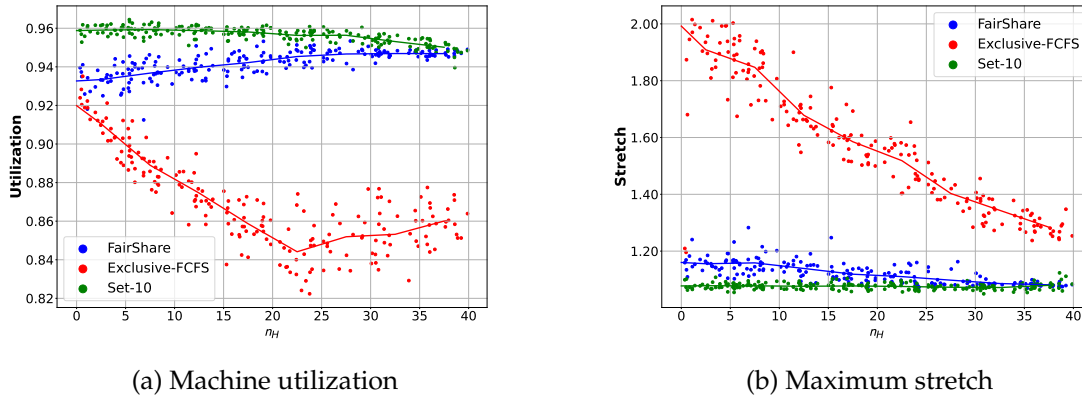 0.96
0.94
0.92
0.90
0.88
0.86
0.84
0.82
Utilization
0 5 10 15 20 25 30 35 40
n_H
FairShare
Exclusive-FCFS
Set-10
(a) Machine utilization
2.00
1.80
1.60
1.40
1.20
Stretch
0 5 10 15 20 25 30 35 40
n_H
FairShare
Exclusive-FCFS
Set-10
(b) Maximum stretch